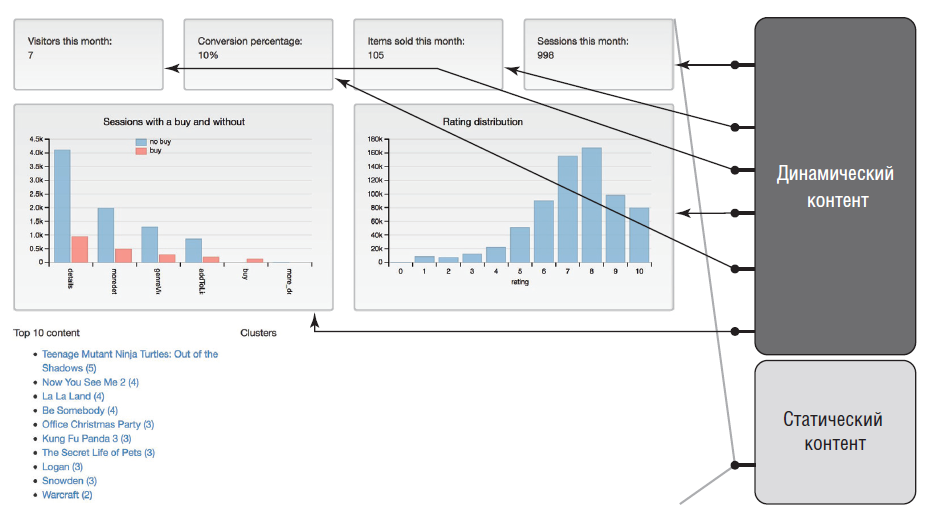 Visitors this month:
7
Conversion percentage:
10%
Items sold this month:
105
Sessions this month:
998
Sessions with a buy and without
no buy
buy
4.5k
4.0k
3.5k
3.0k
2.5k
2.0k
1.5k
1.0k
0.5k
0
details
moredet
genreVi
addToLi
buy
more_dr
Rating distribution
160k
160k
140k
120k
100k
80k
60k
40k
20k
0
0 1 2 3 4 5 6 7 8 9 10
rating
Динамический
контент
Статический
контент
Top 10 content
Teenage Mutant Ninja Turtles: Out of the
Shadows (5)
Now You See Me 2 (4)
La La Land (4)
Be Somebody (4)
Office Christmas Party (3)
Kung Fu Panda 3 (3)
The Secret Life of Pets (3)
Logan (3)
Snowden (3)
Warcraft (2)
Clusters